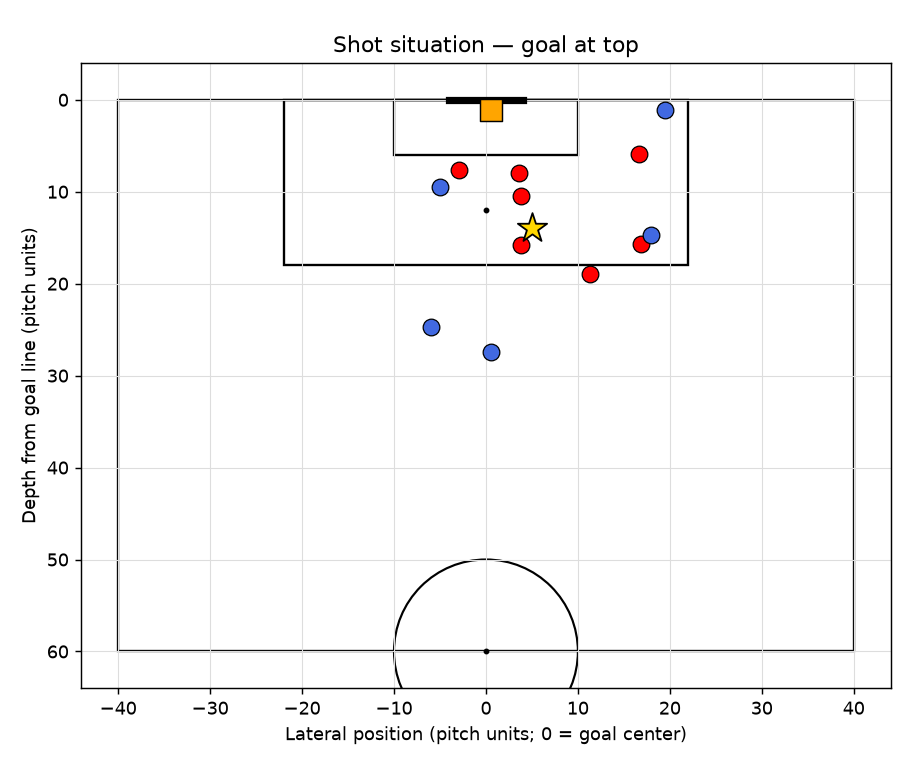 Shot situation — goal at top
0
10
20
30
40
50
60
Depth from goal line (pitch units)
−40 −30 −20 −10 0 10 20 30 40
Lateral position (pitch units; 0 = goal center)